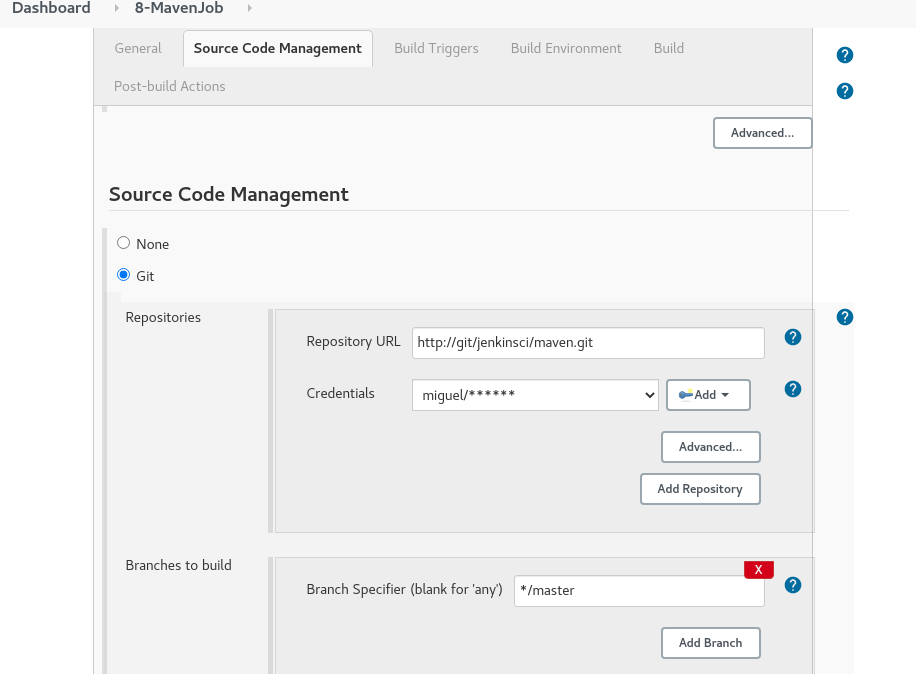 Dashboard 8-MavenJob
General Source Code Management Build Triggers Build Environment Build
Post-build Actions
?
?
Advanced...
Source Code Management
None
Git
Repositories
?
Repository URL http://git/jenkinsci/maven.git ?
Credentials miguel/****** Add ?
Advanced...
Add Repository
Branches to build
X
Branch Specifier (blank for 'any') */master ?
Add Branch